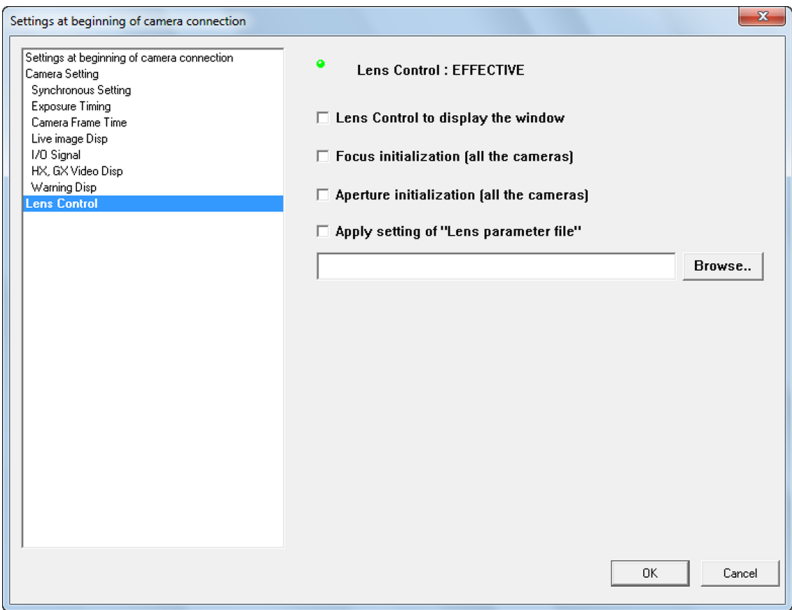 Settings at beginning of camera connection
Settings at beginning of camera connection
Camera Setting
Synchronous Setting
Exposure Timing
Camera Frame Time
Live image Disp
I/O Signal
HX, GX Video Disp
Warning Disp
Lens Control
Lens Control : EFFECTIVE
Lens Control to display the window
Focus initialization (all the cameras)
Aperture initialization (all the cameras)
Apply setting of "Lens parameter file"
Browse..
OK
Cancel